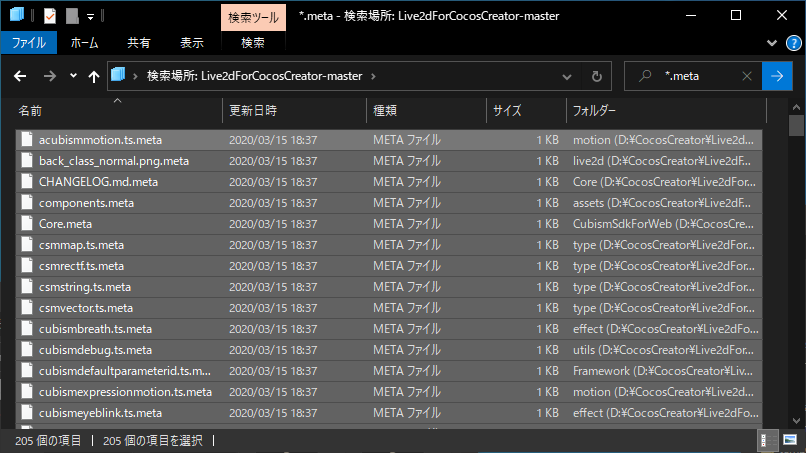 検索ツール *.meta - 検索場所: Live2dForCocosCreator-master
ファイル ホーム 共有 表示 検索
検索場所: Live2dForCocosCreator-master *.meta
名前 更新日時 種類 サイズ フォルダー
acubismmotion.ts.meta 2020/03/15 18:37 META ファイル 1 KB motion (D:¥CocosCreator¥Live2d...
back_class_normal.png.meta 2020/03/15 18:37 META ファイル 1 KB live2d (D:¥CocosCreator¥Live2dF...
CHANGELOG.md.meta 2020/03/15 18:37 META ファイル 1 KB Core (D:¥CocosCreator¥Live2dFor...
components.meta 2020/03/15 18:37 META ファイル 1 KB assets (D:¥CocosCreator¥Live2dF...
Core.meta 2020/03/15 18:37 META ファイル 1 KB CubismSdkForWeb (D:¥CocosCre...
csmmap.ts.meta 2020/03/15 18:37 META ファイル 1 KB type (D:¥CocosCreator¥Live2dFor...
csmrectf.ts.meta 2020/03/15 18:37 META ファイル 1 KB type (D:¥CocosCreator¥Live2dFor...
csmstring.ts.meta 2020/03/15 18:37 META ファイル 1 KB type (D:¥CocosCreator¥Live2dFor...
csmvector.ts.meta 2020/03/15 18:37 META ファイル 1 KB type (D:¥CocosCreator¥Live2dFor...
cubismbreath.ts.meta 2020/03/15 18:37 META ファイル 1 KB effect (D:¥CocosCreator¥Live2dF...
cubismdebug.ts.meta 2020/03/15 18:37 META ファイル 1 KB utils (D:¥CocosCreator¥Live2dFor...
cubismdefaultparameterid.ts.m... 2020/03/15 18:37 META ファイル 1 KB Framework (D:¥CocosCreator¥Liv...
cubismexpressionmotion.ts.meta 2020/03/15 18:37 META ファイル 1 KB motion (D:¥CocosCreator¥Live2d...
cubismeyeblink.ts.meta 2020/03/15 18:37 META ファイル 1 KB effect (D:¥CocosCreator¥Live2dF...
205 個の項目 205 個の項目を選択